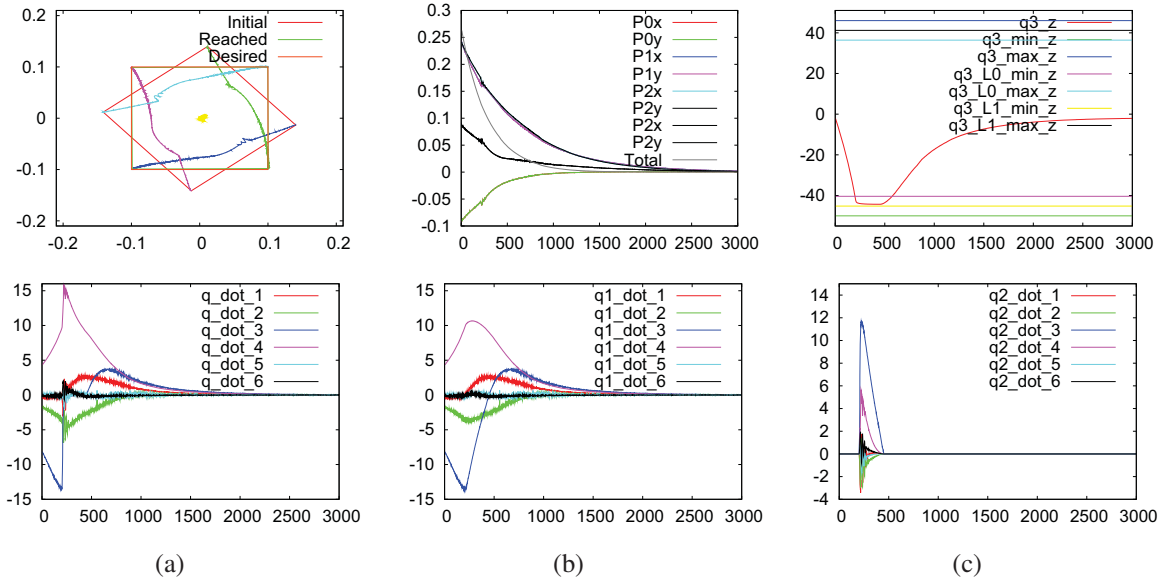 0.2
0.1
0
-0.1
-0.2
-0.2 -0.1 0 0.1 0.2
Initial
Reached
Desired
0.3
0.25
0.2
0.15
0.1
0.05
0
-0.05
-0.1
0 500 1000 1500 2000 2500 3000
P0x
P0y
P1x
P1y
P2x
P2y
P2x
P2y
Total
40
20
0
-20
-40
0 500 1000 1500 2000 2500 3000
q3_z
q3_min_z
q3_max_z
q3_L0_min_z
q3_L0_max_z
q3_L1_min_z
q3_L1_max_z
15
10
5
0
-5
-10
-15
0 500 1000 1500 2000 2500 3000
q_dot_1
q_dot_2
q_dot_3
q_dot_4
q_dot_5
q_dot_6
15
10
5
0
-5
-10
-15
0 500 1000 1500 2000 2500 3000
q1_dot_1
q1_dot_2
q1_dot_3
q1_dot_4
q1_dot_5
q1_dot_6
14
12
10
8
6
4
2
0
-2
-4
0 500 1000 1500 2000 2500 3000
q2_dot_1
q2_dot_2
q2_dot_3
q2_dot_4
q2_dot_5
q2_dot_6
(a)
(b)
(c)